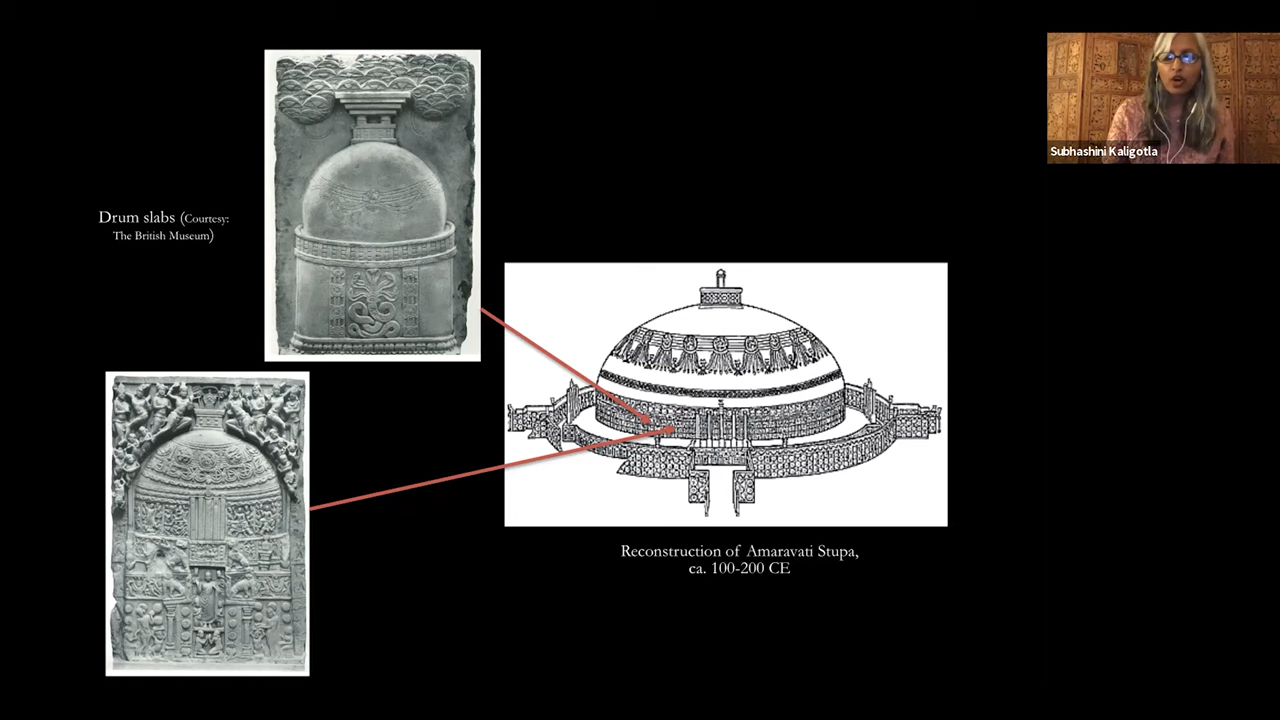 Subhashini Kaligotla
Drum slabs (Courtesy:
The British Museum)
Reconstruction of Amaravati Stupa,
ca. 100-200 CE